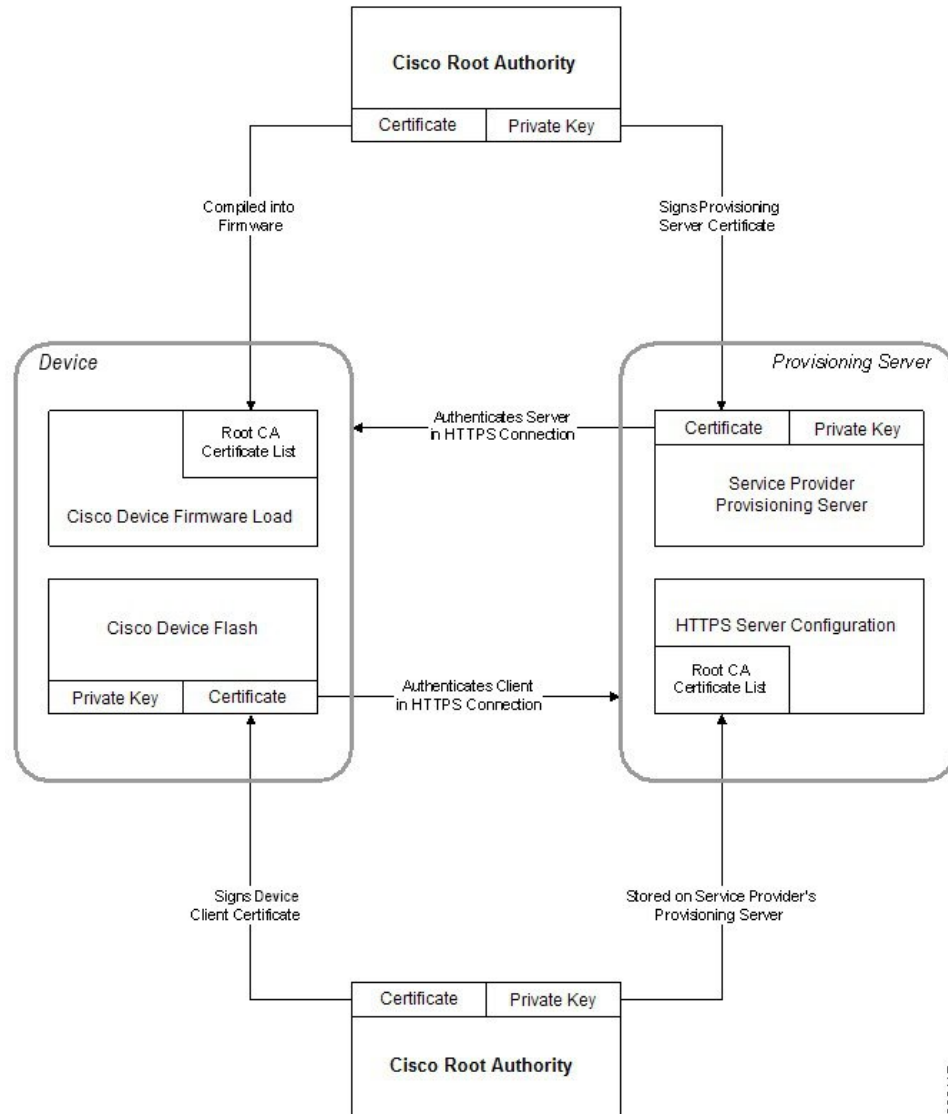 Cisco Root Authority
Certificate
Private Key
Compiled into
Firmware
Signs Provisioning
Server Certificate
Device
Provisioning Server
Root CA
Certificate List
Cisco Device Firmware Load
Authenticates Server
in HTTPS Connection
Certificate
Private Key
Service Provider
Provisioning Server
Cisco Device Flash
Private Key
Certificate
Authenticates Client
in HTTPS Connection
HTTPS Server Configuration
Root CA
Certificate List
Signs Device
Client Certificate
Stored on Service Provider's
Provisioning Server
Certificate
Private Key
Cisco Root Authority